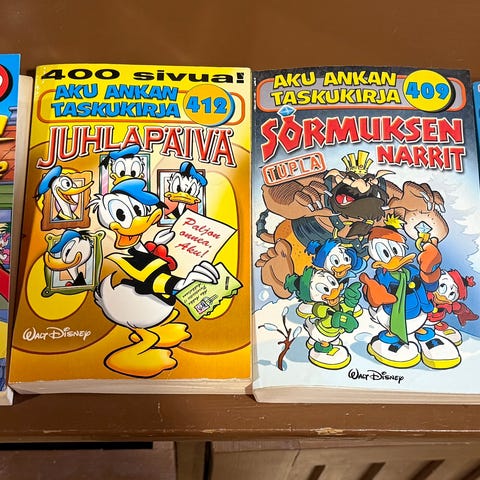 400 sivua!
AKU ANKAN
TASKUKIRJA
412
JUHLAPÄIVÄ
Paljon
onnea,
Aku!
WALT DISNEY
AKU ANKAN
TASKUKIRJA
409
SORMUKSEN
NARRIT
TUPLA
WALT DISNEY